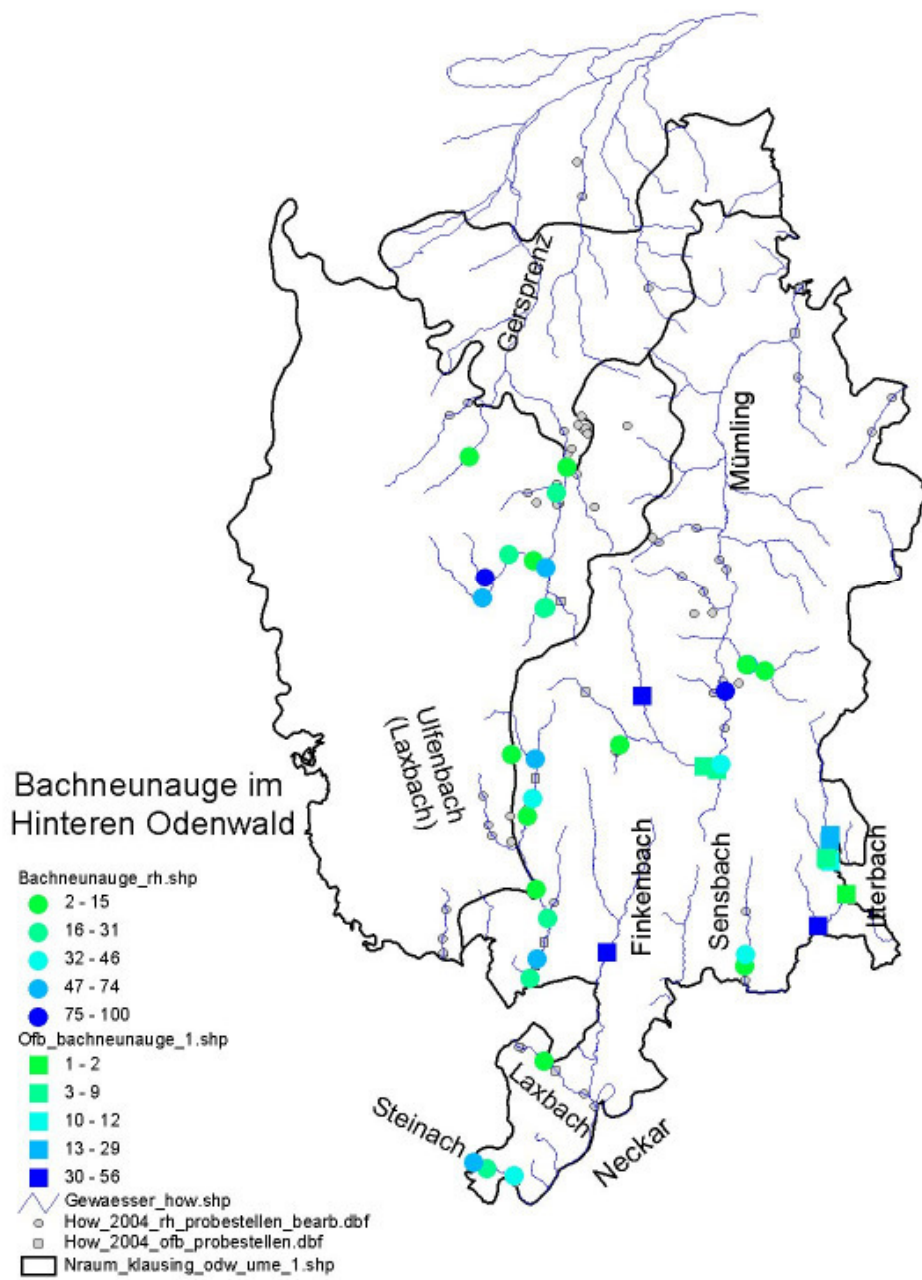 Gersprenz
Mümling
Ulfenbach
(Laxbach)
Bachneunauge im
Hinteren Odenwald
Finkenbach
Sensbach
Itterbach
Bachneunauge_rh.shp
2 - 15
16 - 31
32 - 46
47 - 74
75 - 100
Ofb_bachneunauge_1.shp
1 - 2
3 - 9
10 - 12
13 - 29
30 - 56
Gewaesser_how.shp
How_2004_rh_probestellen_bearb.dbf
How_2004_ofb_probestellen.dbf
Nraum_klausing_odw_ume_1.shp
Laxbach
Steinach
Neckar